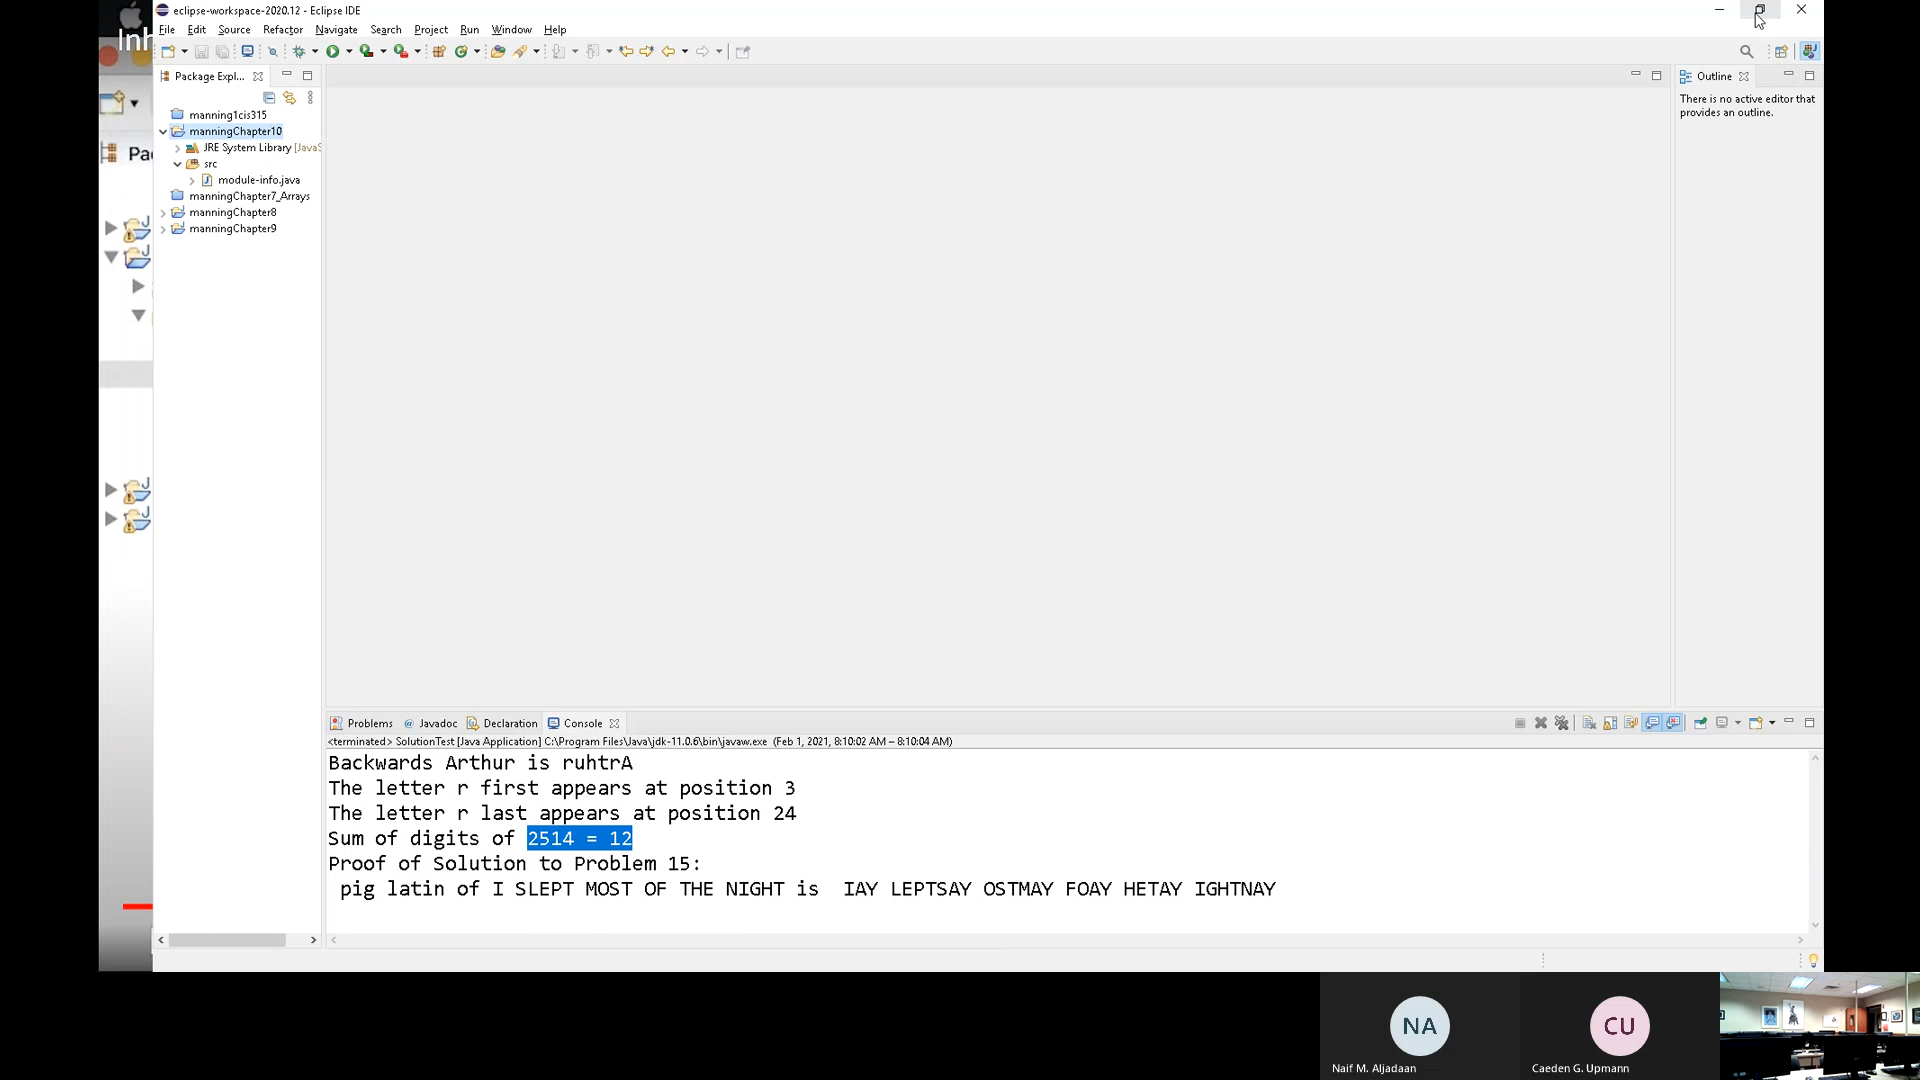 eclipse-workspace-2020.12 - Eclipse IDE
Inh
File Edit Source Refactor Navigate Search Project Run Window Help
Package Expl...
Outline
There is no active editor that
provides an outline.
manning1cis315
manningChapter10
JRE System Library [JavaS
src
module-info.java
manningChapter7_Arrays
manningChapter8
manningChapter9
Pac
Problems Javadoc Declaration Console
<terminated> SolutionTest [Java Application] C:\Program Files\Java\jdk-11.0.6\bin\javaw.exe (Feb 1, 2021, 8:10:02 AM – 8:10:04 AM)
Backwards Arthur is ruhtrA
The letter r first appears at position 3
The letter r last appears at position 24
Sum of digits of 2514 = 12
Proof of Solution to Problem 15:
pig latin of I SLEPT MOST OF THE NIGHT is IAY LEPTSAY OSTMAY FOAY HETAY IGHTNAY
NA
CU
Naif M. Aljadaan
Caeden G. Upmann